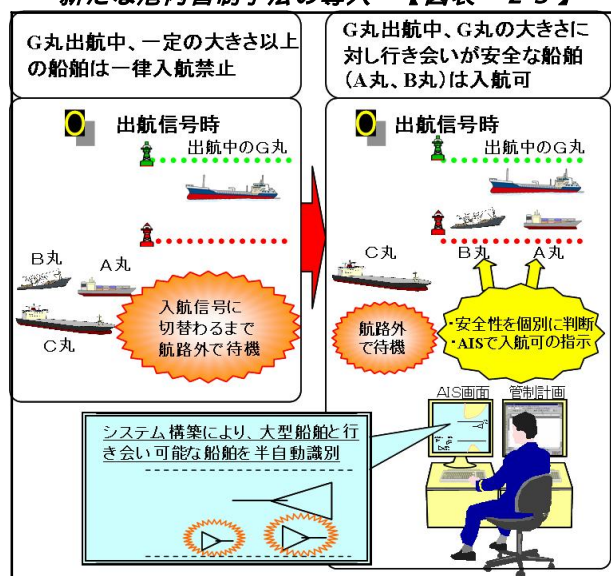 新たな港内管制手法の導入 【図表 - 2-3】
G丸出航中、一定の大きさ以上
の船舶は一律入航禁止
出航信号時
出航中のG丸
B丸
A丸
C丸
入航信号に
切替わるまで
航路外で待機
G丸出航中、G丸の大きさに
対し行き会いが安全な船舶
(A丸、B丸)は入航可
出航信号時
出航中のG丸
C丸
B丸
A丸
航路外
で待機
・安全性を個別に判断
・AISで入航可の指示
AIS画面
管制計画
システム構築により、大型船舶と行
き会い可能な船舶を半自動識別